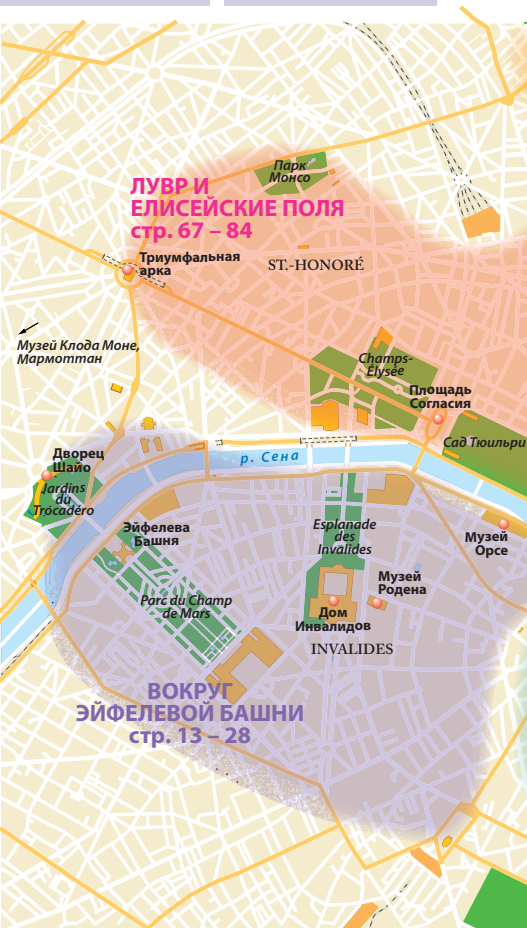 Парк
Монсо
ЛУВР И
ЕЛИСЕЙСКИЕ ПОЛЯ
стр. 67 – 84
Триумфальная
арка
ST.-HONORÉ
Музей Клода Моне,
Мармоттан
Champs-
Élysée
Площадь
Согласия
Сад Тюильри
р. Сена
Дворец
Шайо
Jardins
du
Trocadéro
Эйфелева
Башня
Esplanade
des
Invalides
Музей
Орсе
Музей
Родена
Parc du Champ
de Mars
Дом
Инвалидов
INVALIDES
ВОКРУГ
ЭЙФЕЛЕВОЙ БАШНИ
стр. 13 – 28